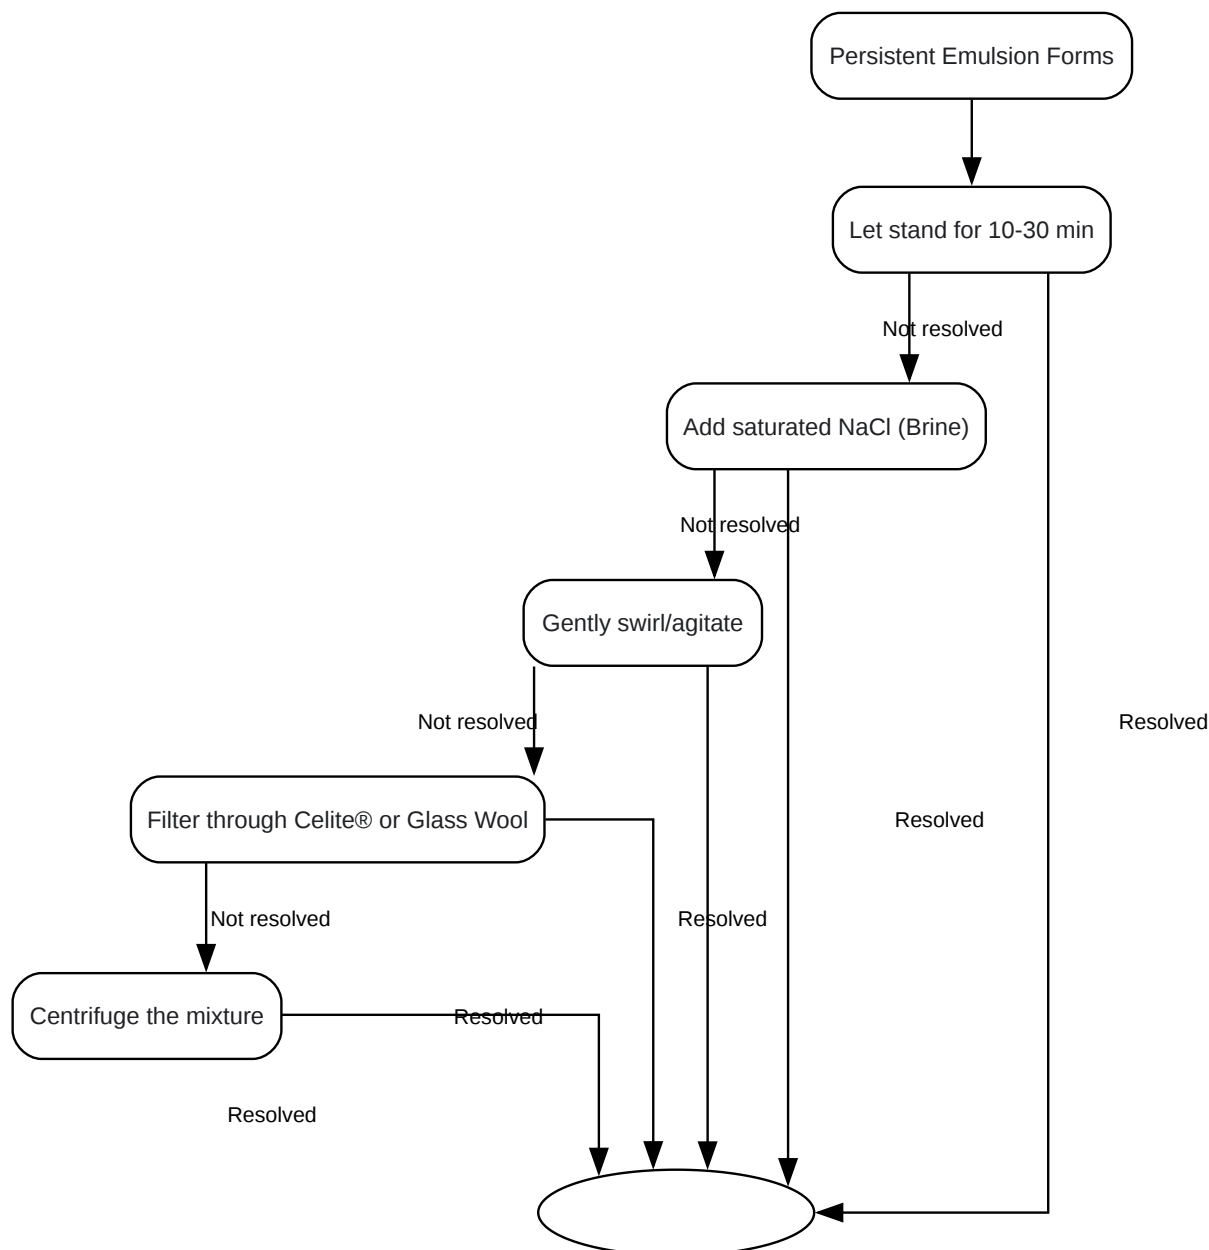 Persistent Emulsion Forms
Let stand for 10-30 min
Not resolved
Add saturated NaCl (Brine)
Not resolved
Gently swirl/agitate
Not resolved
Resolved
Filter through Celite® or Glass Wool
Resolved
Not resolved
Resolved
Centrifuge the mixture
Resolved
Resolved